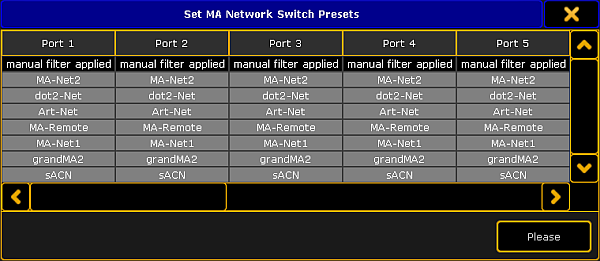 Set MA Network Switch Presets
Port 1 Port 2 Port 3 Port 4 Port 5
manual filter applied manual filter applied manual filter applied manual filter applied manual filter applied
MA-Net2 MA-Net2 MA-Net2 MA-Net2 MA-Net2
dot2-Net dot2-Net dot2-Net dot2-Net dot2-Net
Art-Net Art-Net Art-Net Art-Net Art-Net
MA-Remote MA-Remote MA-Remote MA-Remote MA-Remote
MA-Net1 MA-Net1 MA-Net1 MA-Net1 MA-Net1
grandMA2 grandMA2 grandMA2 grandMA2 grandMA2
sACN sACN sACN sACN sACN
Please